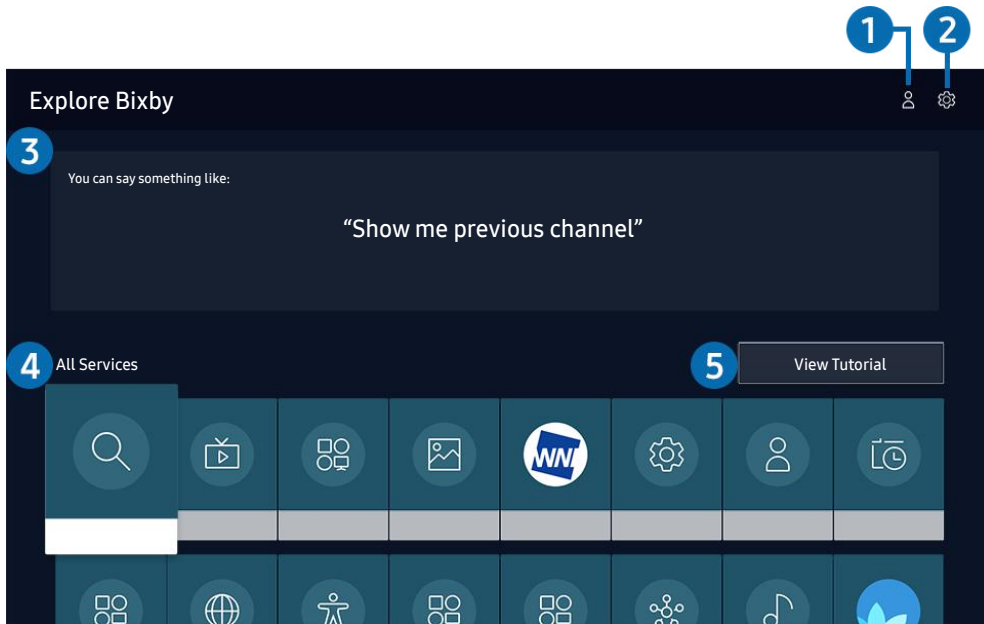 1 2
Explore Bixby
3
You can say something like:
“Show me previous channel”
4 All Services
5 View Tutorial
WNI